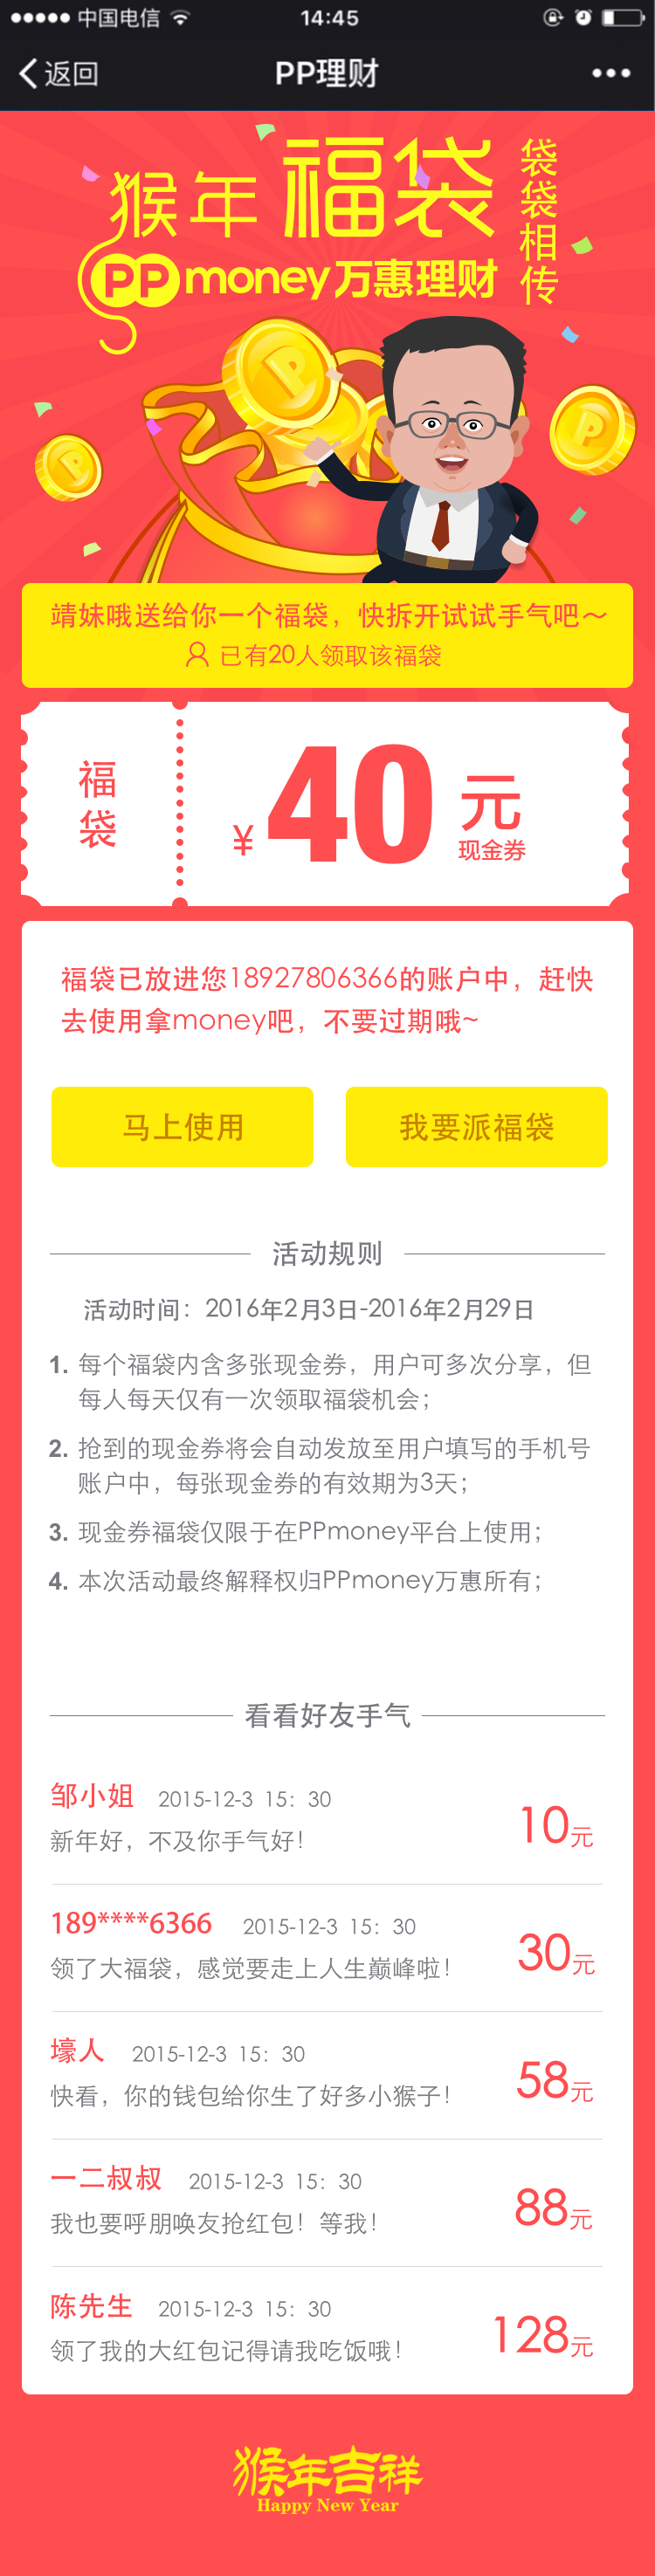 中国电信 14:45
返回 PP理财
猴年福袋
袋袋相传
PPmoney万惠理财
靖妹哦送给你一个福袋，快拆开试试手气吧～
已有20人领取该福袋
福袋
¥40元
现金券
福袋已放进您18927806366的账户中，赶快
去使用拿money吧，不要过期哦~
马上使用 我要派福袋
活动规则
活动时间：2016年2月3日-2016年2月29日
1. 每个福袋内含多张现金券，用户可多次分享，但
每人每天仅有一次领取福袋机会；
2. 抢到的现金券将会自动发放至用户填写的手机号
账户中，每张现金券的有效期为3天；
3. 现金券福袋仅限于在PPmoney平台上使用；
4. 本次活动最终解释权归PPmoney万惠所有；
看看好友手气
邹小姐 2015-12-3 15：30
新年好，不及你手气好！
10元
189****6366 2015-12-3 15：30
领了大福袋，感觉要走上人生巅峰啦！
30元
壕人 2015-12-3 15：30
快看，你的钱包给你生了好多小猴子！
58元
一二叔叔 2015-12-3 15：30
我也要呼朋唤友抢红包！等我！
88元
陈先生 2015-12-3 15：30
领了我的大红包记得请我吃饭哦！
128元
猴年吉祥
Happy New Year